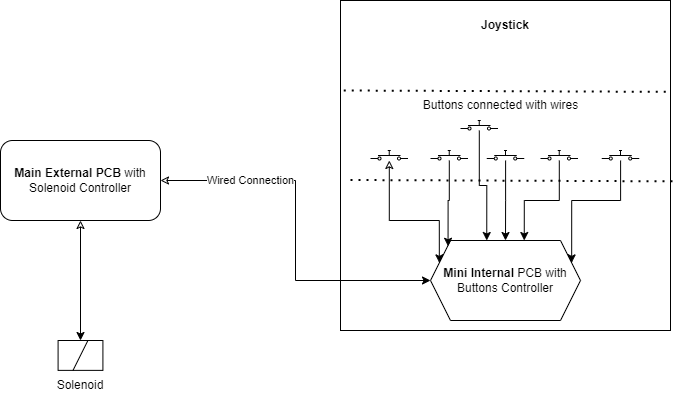 Joystick
Buttons connected with wires
Main External PCB with
Solenoid Controller
Wired Connection
Mini Internal PCB with
Buttons Controller
Solenoid